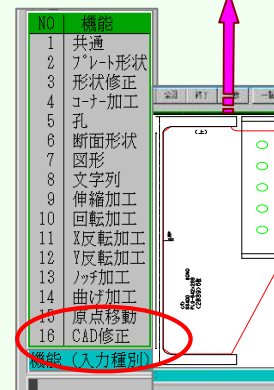 NO 機能
1 共通
2 プレート形状
3 形状修正
4 コーナー加工
5 孔
6 断面形状
7 図形
8 文字列
9 伸縮加工
10 回転加工
11 X反転加工
12 Y反転加工
13 ノッチ加工
14 曲げ加工
15 原点移動
16 CAD修正
機能（入力種別）
(上)